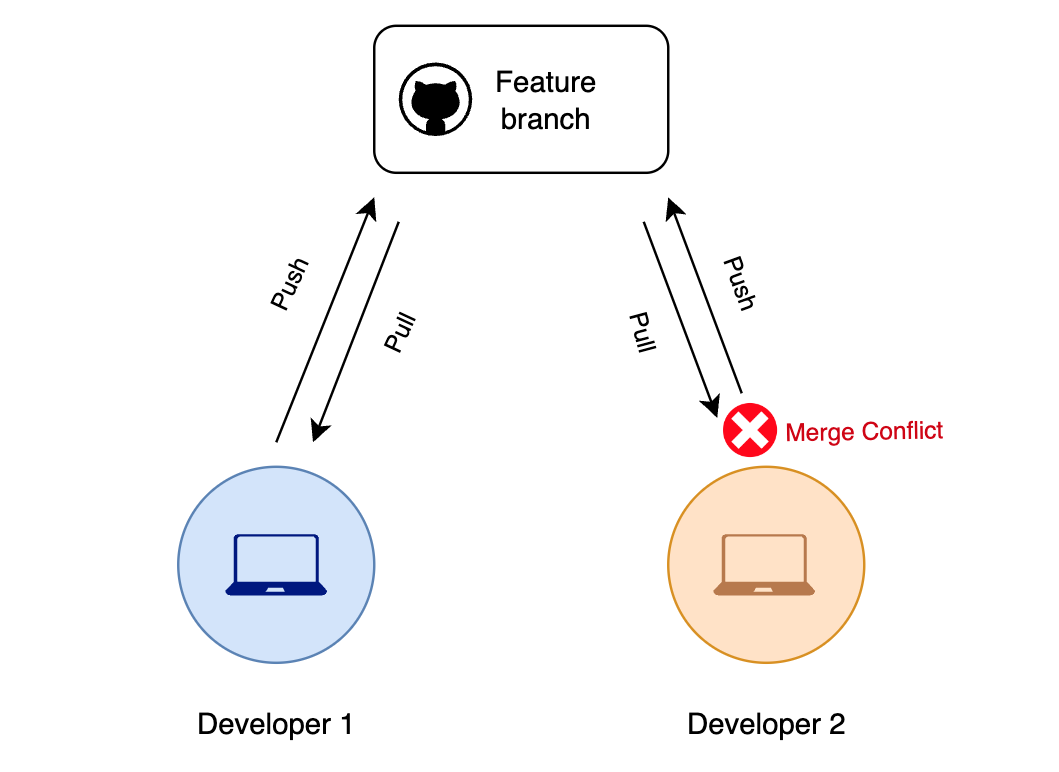 Feature
branch
Push
Pull
Pull
Push
Merge Conflict
Developer 1
Developer 2